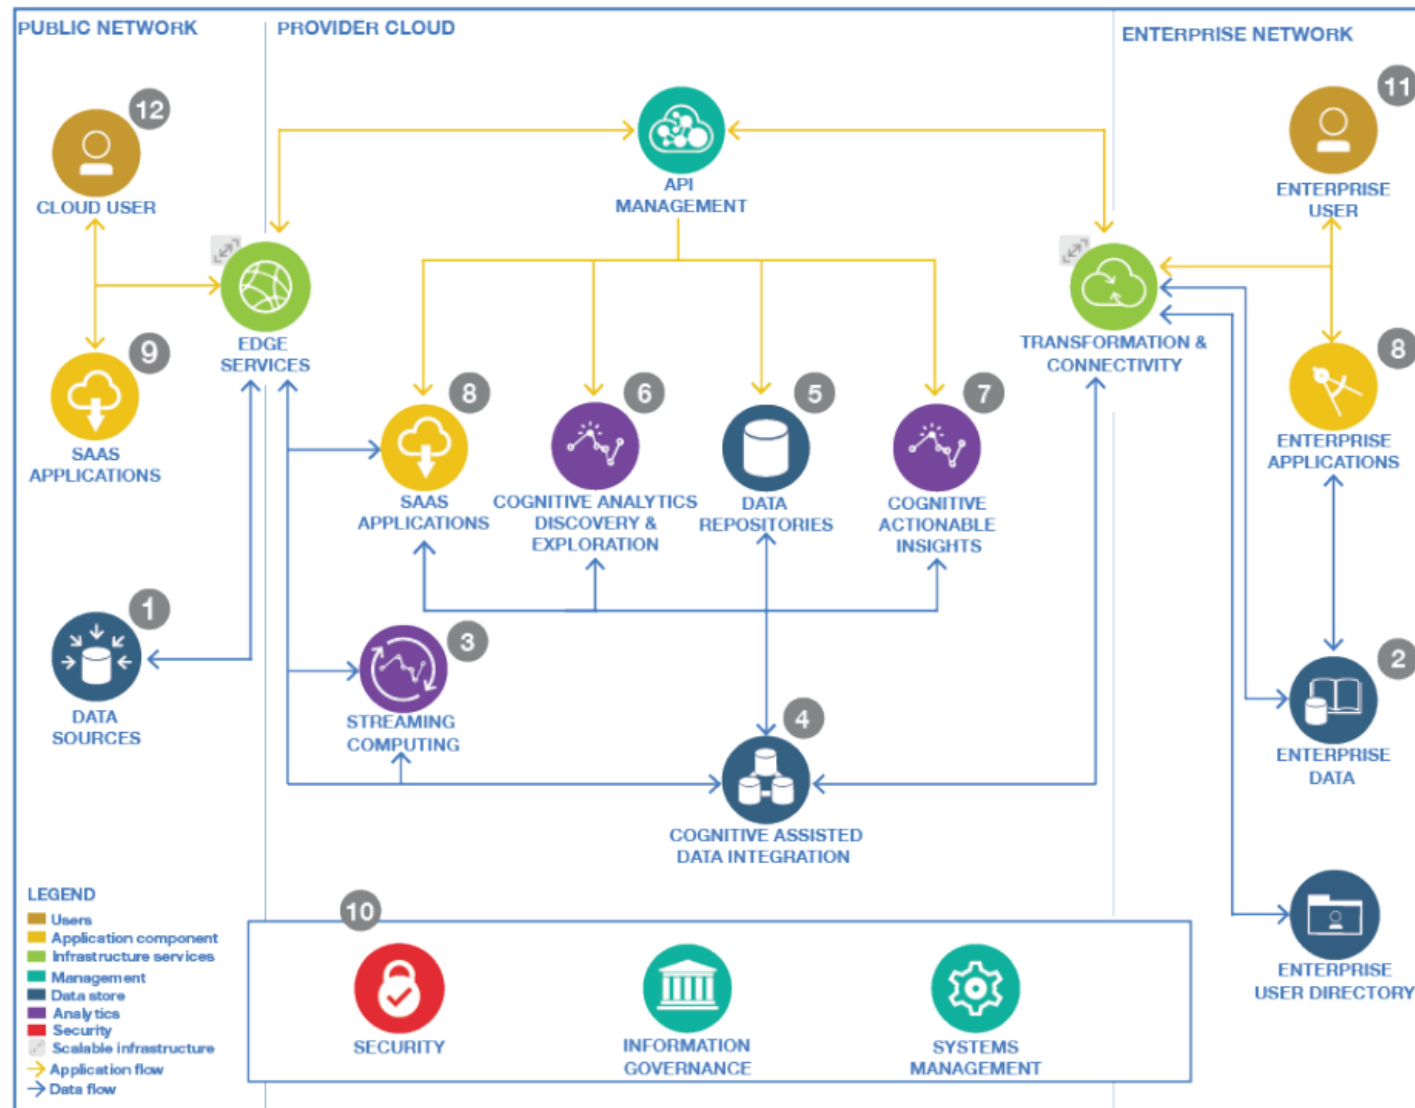 PUBLIC NETWORK
PROVIDER CLOUD
ENTERPRISE NETWORK
12
CLOUD USER
API
MANAGEMENT
11
ENTERPRISE
USER
EDGE
SERVICES
TRANSFORMATION &
CONNECTIVITY
9
SAAS
APPLICATIONS
8
SAAS
APPLICATIONS
6
COGNITIVE ANALYTICS
DISCOVERY &
EXPLORATION
5
DATA
REPOSITORIES
7
COGNITIVE
ACTIONABLE
INSIGHTS
8
ENTERPRISE
APPLICATIONS
1
DATA
SOURCES
3
STREAMING
COMPUTING
4
COGNITIVE ASSISTED
DATA INTEGRATION
2
ENTERPRISE
DATA
ENTERPRISE
USER DIRECTORY
LEGEND
Users
Application component
Infrastructure services
Management
Data store
Analytics
Security
Scalable infrastructure
Application flow
Data flow
10
SECURITY
INFORMATION
GOVERNANCE
SYSTEMS
MANAGEMENT